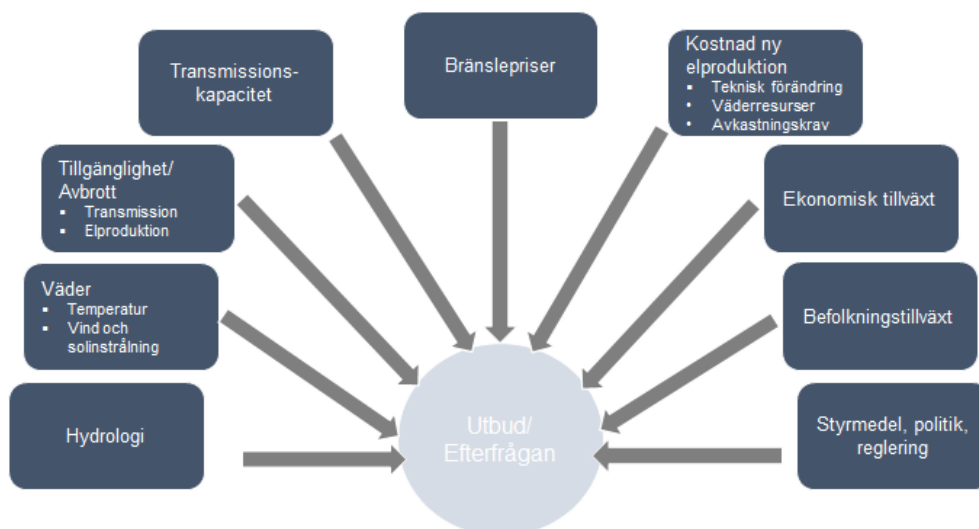 Transmissions-
kapacitet
Bränslepriser
Kostnad ny
elproduktion
▪ Teknisk förändring
• Väderresurser
• Avkastningskrav
Tillgänglighet/
Avbrott
▪ Transmission
▪ Elproduktion
Ekonomisk tillväxt
Väder
▪ Temperatur
▪ Vind och
solinstrålning
Befolkningstillväxt
Hydrologi
Utbud/
Efterfrågan
Styrmedel, politik,
reglering